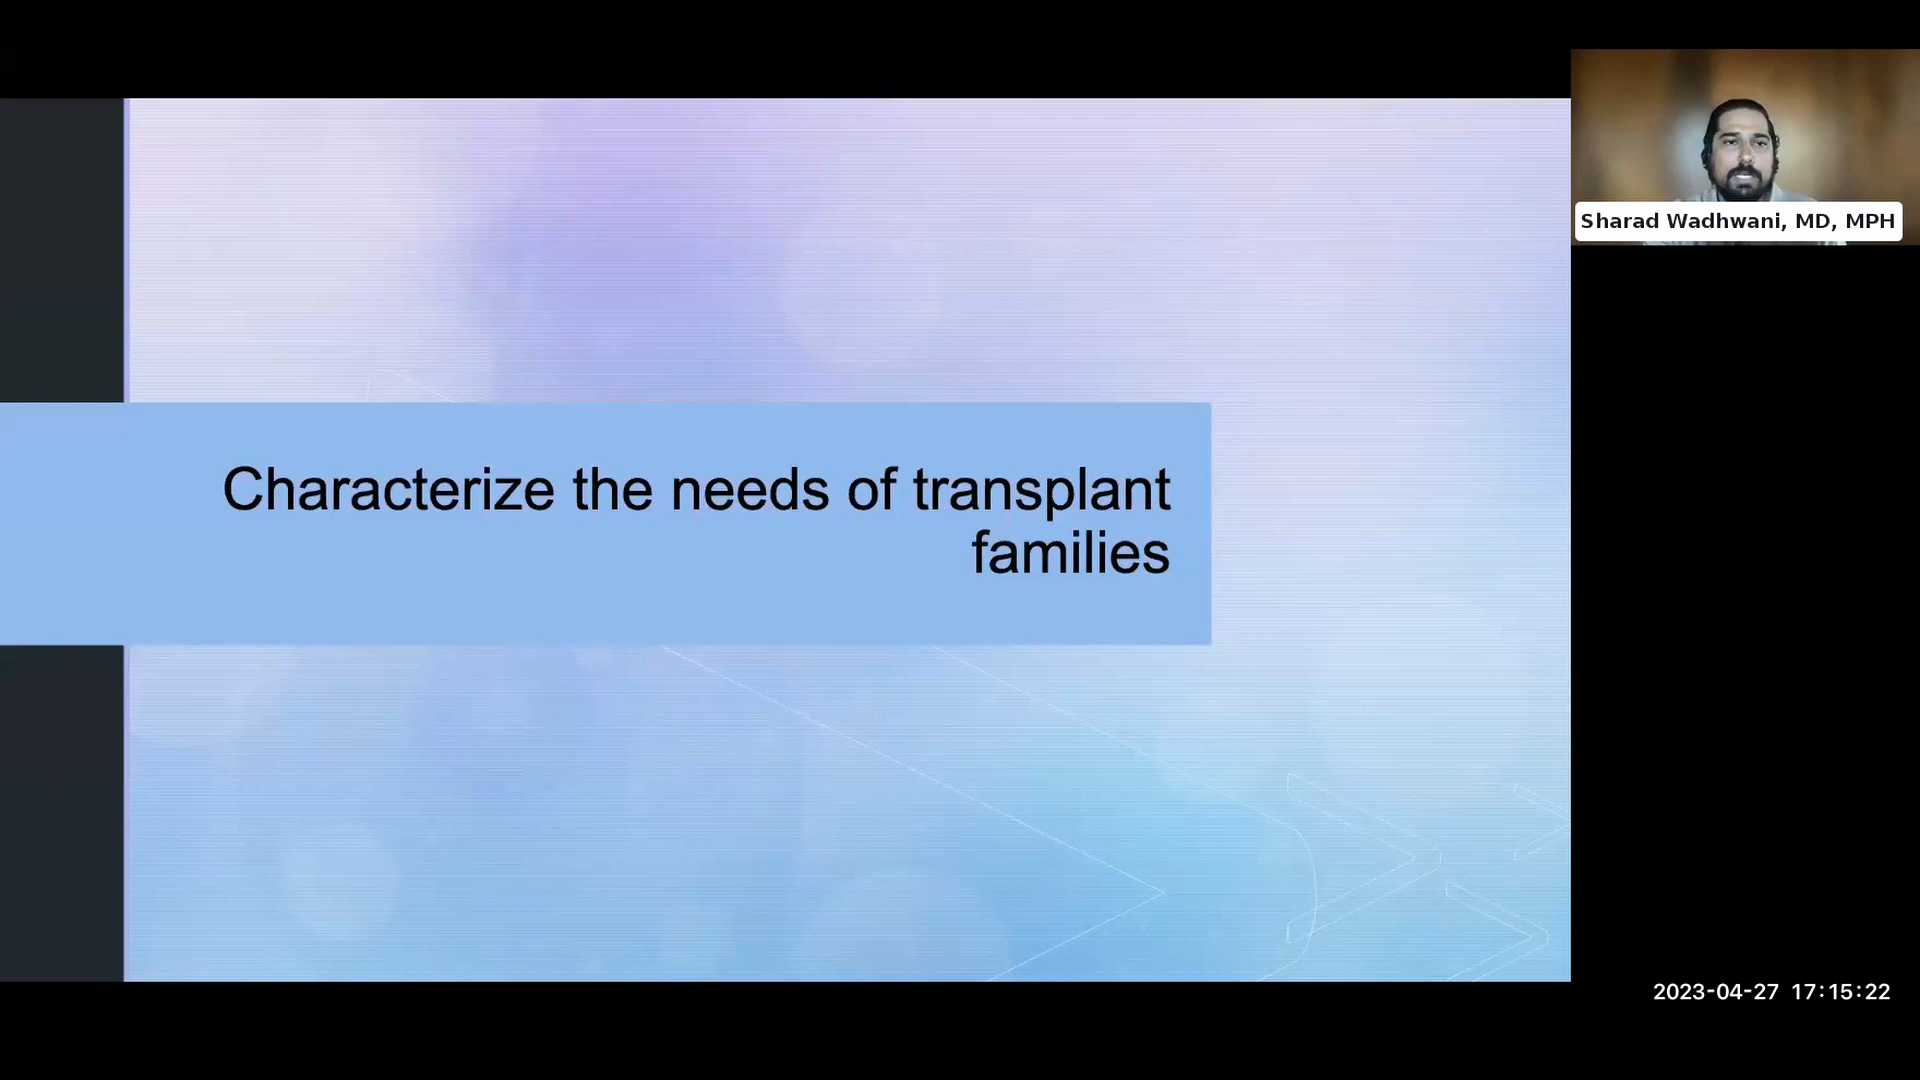 Characterize the needs of transplant
families
Sharad Wadhwani, MD, MPH
2023-04-27 17:15:22